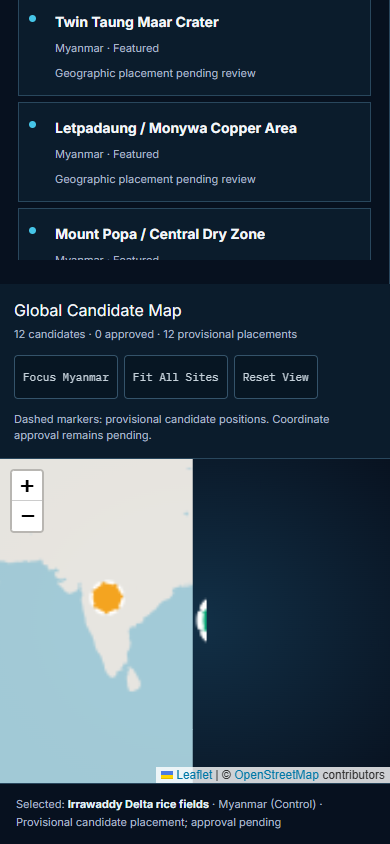 Twin Taung Maar Crater
Myanmar · Featured
Geographic placement pending review
Letpadaung / Monywa Copper Area
Myanmar · Featured
Geographic placement pending review
Mount Popa / Central Dry Zone
Myanmar · Featured
Global Candidate Map
12 candidates · 0 approved · 12 provisional placements
Focus Myanmar
Fit All Sites
Reset View
Dashed markers: provisional candidate positions. Coordinate
approval remains pending.
+
−
Leaflet | © OpenStreetMap contributors
Selected: Irrawaddy Delta rice fields · Myanmar (Control) ·
Provisional candidate placement; approval pending